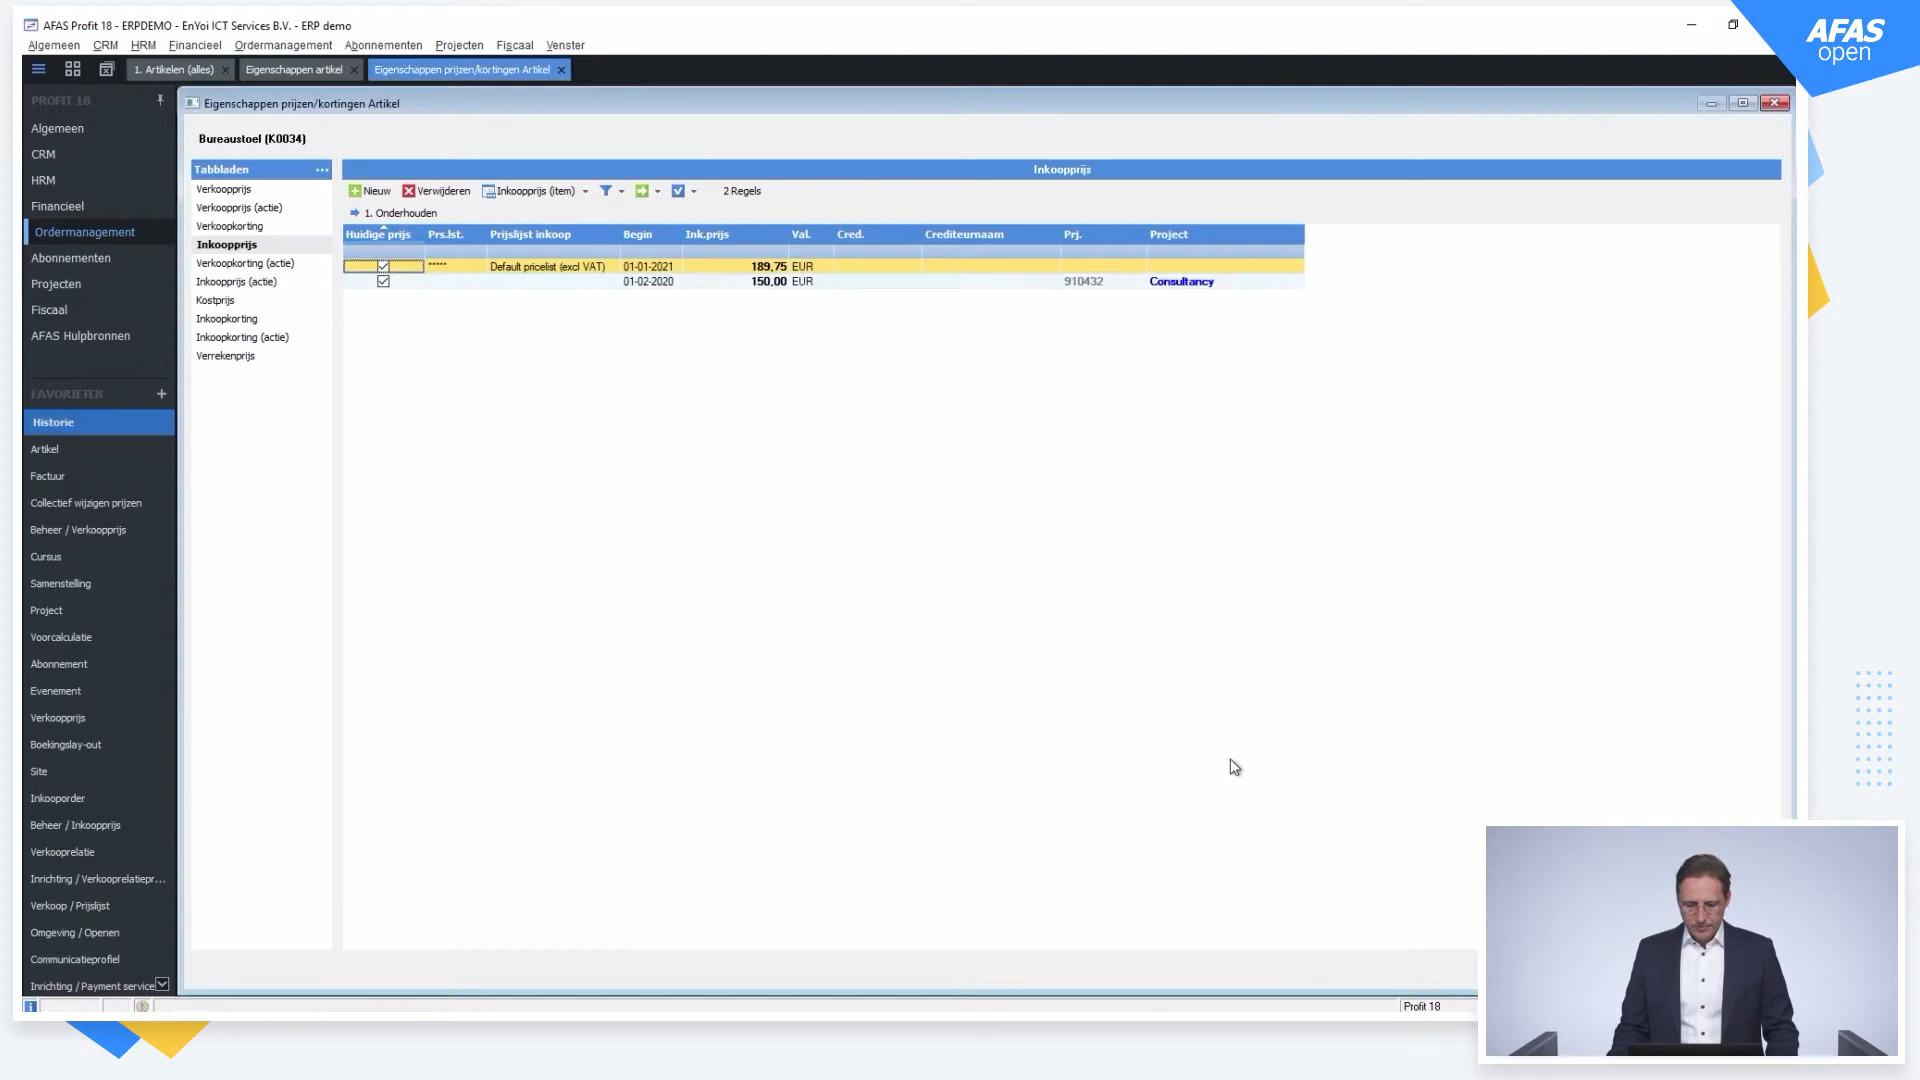 AFAS Profit 18 - ERPDEMO - EnYoi ICT Services B.V. - ERP demo
Algemeen CRM HRM Financieel Ordermanagement Abonnementen Projecten Fiscaal Venster
1. Artikelen (alles) Eigenschappen artikel Eigenschappen prijzen/kortingen Artikel
AFAS
open
PROFIT 18
Algemeen
CRM
HRM
Financieel
Ordermanagement
Abonnementen
Projecten
Fiscaal
AFAS Hulpbronnen
FAVORIETEN
Historie
Artikel
Factuur
Collectief wijzigen prijzen
Beheer / Verkoopprijs
Cursus
Samenstelling
Project
Voorcalculatie
Abonnement
Evenement
Verkoopprijs
Boekingslay-out
Site
Inkooporder
Beheer / Inkoopprijs
Verkooprelatie
Inrichting / Verkooprelatiepr...
Verkoop / Prijslijst
Omgeving / Openen
Communicatieprofiel
Inrichting / Payment service
Eigenschappen prijzen/kortingen Artikel
Bureaustoel (K0034)
Tabbladen ...
Verkoopprijs
Verkoopprijs (actie)
Verkoopkorting
Inkoopprijs
Verkoopkorting (actie)
Inkoopprijs (actie)
Kostprijs
Inkoopkorting
Inkoopkorting (actie)
Verrekenprijs
Inkoopprijs
Nieuw Verwijderen Inkoopprijs (item) 2 Regels
1. Onderhouden
Huidige prijs Prs.lst. Prijslijst inkoop Begin Ink.prijs Val. Cred. Crediteurnaam Prj. Project
***** Default pricelist (excl VAT) 01-01-2021 189,75 EUR
01-02-2020 150,00 EUR 910432 Consultancy
Profit 18